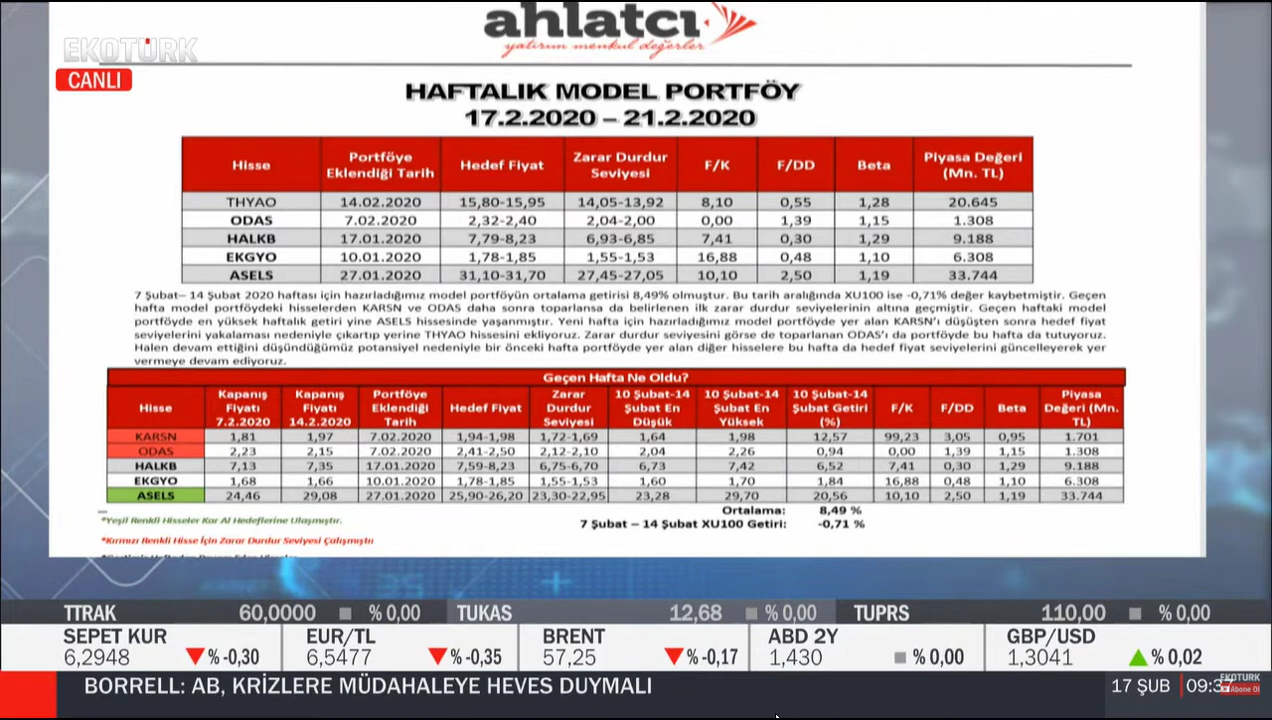 ahlatcı
yatırım menkul değerler
EKOTÜRK
CANLI
HAFTALIK MODEL PORTFÖY
17.2.2020 – 21.2.2020
Hisse Portföye Eklendiği Tarih Hedef Fiyat Zarar Durdur Seviyesi F/K F/DD Beta Piyasa Değeri (Mn. TL)
THYAO 14.02.2020 15,80-15,95 14,05-13,92 8,10 0,55 1,28 20.645
ODAS 7.02.2020 2,32-2,40 2,04-2,00 0,00 1,39 1,15 1.308
HALKB 17.01.2020 7,79-8,23 6,93-6,85 7,41 0,30 1,29 9.188
EKGYO 10.01.2020 1,78-1,85 1,55-1,53 16,88 0,48 1,10 6.308
ASELS 27.01.2020 31,10-31,70 27,45-27,05 10,10 2,50 1,19 33.744
7 Şubat– 14 Şubat 2020 haftası için hazırladığımız model portföyün ortalama getirisi 8,49% olmuştur. Bu tarih aralığında XU100 ise -0,71% değer kaybetmiştir. Geçen
hafta model portföydeki hisselerden KARSN ve ODAS daha sonra toparlansa da belirlenen ilk zarar durdur seviyelerinin altına geçmiştir. Geçen haftaki model
portföyde en yüksek haftalık getiri yine ASELS hissesinde yaşanmıştır. Yeni hafta için hazırladığımız model portföyde yer alan KARSN'ı düşüşten sonra hedef fiyat
seviyelerini yakalaması nedeniyle çıkartıp yerine THYAO hissesini ekliyoruz. Zarar durdur seviyesini görse de toparlanan ODAS'ı da portföyde bu hafta da tutuyoruz.
Halen devam ettiğini düşündüğümüz potansiyel nedeniyle bir önceki hafta portföyde yer alan diğer hisselere bu hafta da hedef fiyat seviyelerini güncelleyerek yer
vermeye devam ediyoruz.
Geçen Hafta Ne Oldu?
Hisse Kapanış Fiyatı 7.2.2020 Kapanış Fiyatı 14.2.2020 Portföye Eklendiği Tarih Hedef Fiyat Zarar Durdur Seviyesi 10 Şubat-14 Şubat En Düşük 10 Şubat-14 Şubat En Yüksek 10 Şubat-14 Şubat Getiri (%) F/K F/DD Beta Piyasa Değeri (Mn. TL)
KARSN 1,81 1,97 7.02.2020 1,94-1,98 1,72-1,69 1,64 1,98 12,57 99,23 3,05 0,95 1.701
ODAS 2,23 2,15 7.02.2020 2,41-2,50 2,12-2,10 2,04 2,26 0,94 0,00 1,39 1,15 1.308
HALKB 7,13 7,35 17.01.2020 7,59-8,23 6,75-6,70 6,73 7,42 6,52 7,41 0,30 1,29 9.188
EKGYO 1,68 1,66 10.01.2020 1,78-1,85 1,55-1,53 1,60 1,70 1,84 16,88 0,48 1,10 6.308
ASELS 24,46 29,08 27.01.2020 25,90-26,20 23,30-22,95 23,28 29,70 20,56 10,10 2,50 1,19 33.744
Ortalama: 8,49 %
7 Şubat – 14 Şubat XU100 Getiri: -0,71 %
*Yeşil Renkli Hisseler Kar Al Hedeflerine Ulaşmıştır.
*Kırmızı Renkli Hisse İçin Zarar Durdur Seviyesi Çalışmıştır
TTRAK 60,0000 % 0,00 TUKAS 12,68 % 0,00 TUPRS 110,00 % 0,00
SEPET KUR EUR/TL BRENT ABD 2Y GBP/USD
6,2948 % -0,30 6,5477 % -0,35 57,25 % -0,17 1,430 % 0,00 1,3041 % 0,02
BORRELL: AB, KRİZLERE MÜDAHALEYE HEVES DUYMALI
17 ŞUB 09:37
EKOTÜRK
Abone Ol